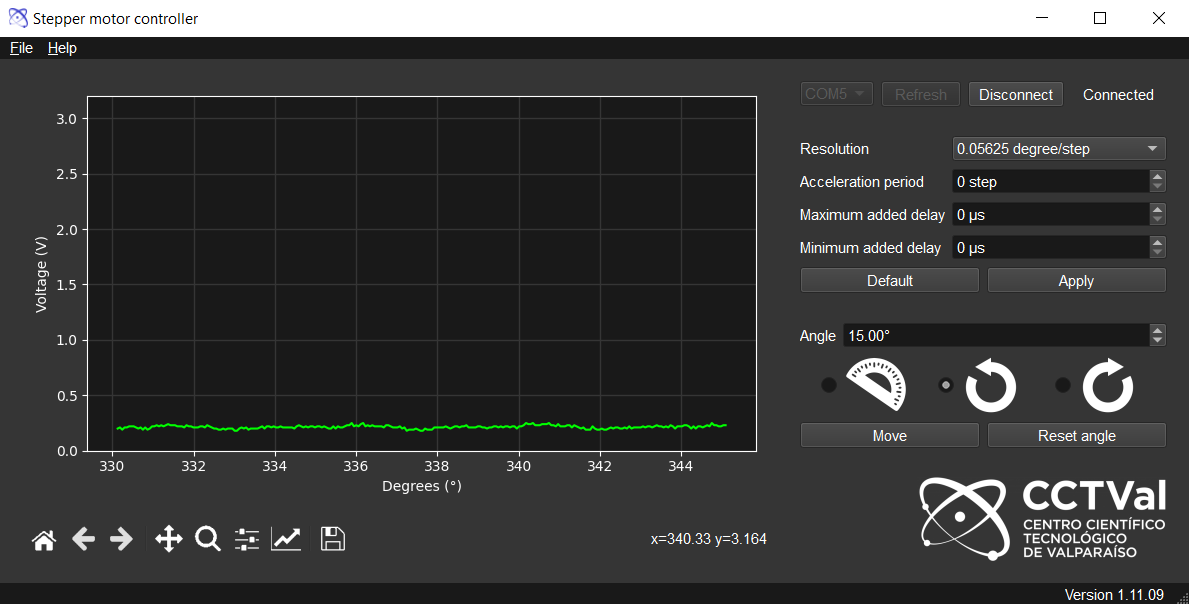 Stepper motor controller
File Help
COM5 Refresh Disconnect Connected
3.0
2.5
2.0
1.5
1.0
0.5
0.0
Voltage (V)
330 332 334 336 338 340 342 344
Degrees (°)
Resolution 0.05625 degree/step
Acceleration period 0 step
Maximum added delay 0 µs
Minimum added delay 0 µs
Default Apply
Angle 15.00°
Move Reset angle
CCTVal
CENTRO CIENTÍFICO
TECNOLÓGICO
DE VALPARAÍSO
x=340.33 y=3.164
Version 1.11.09